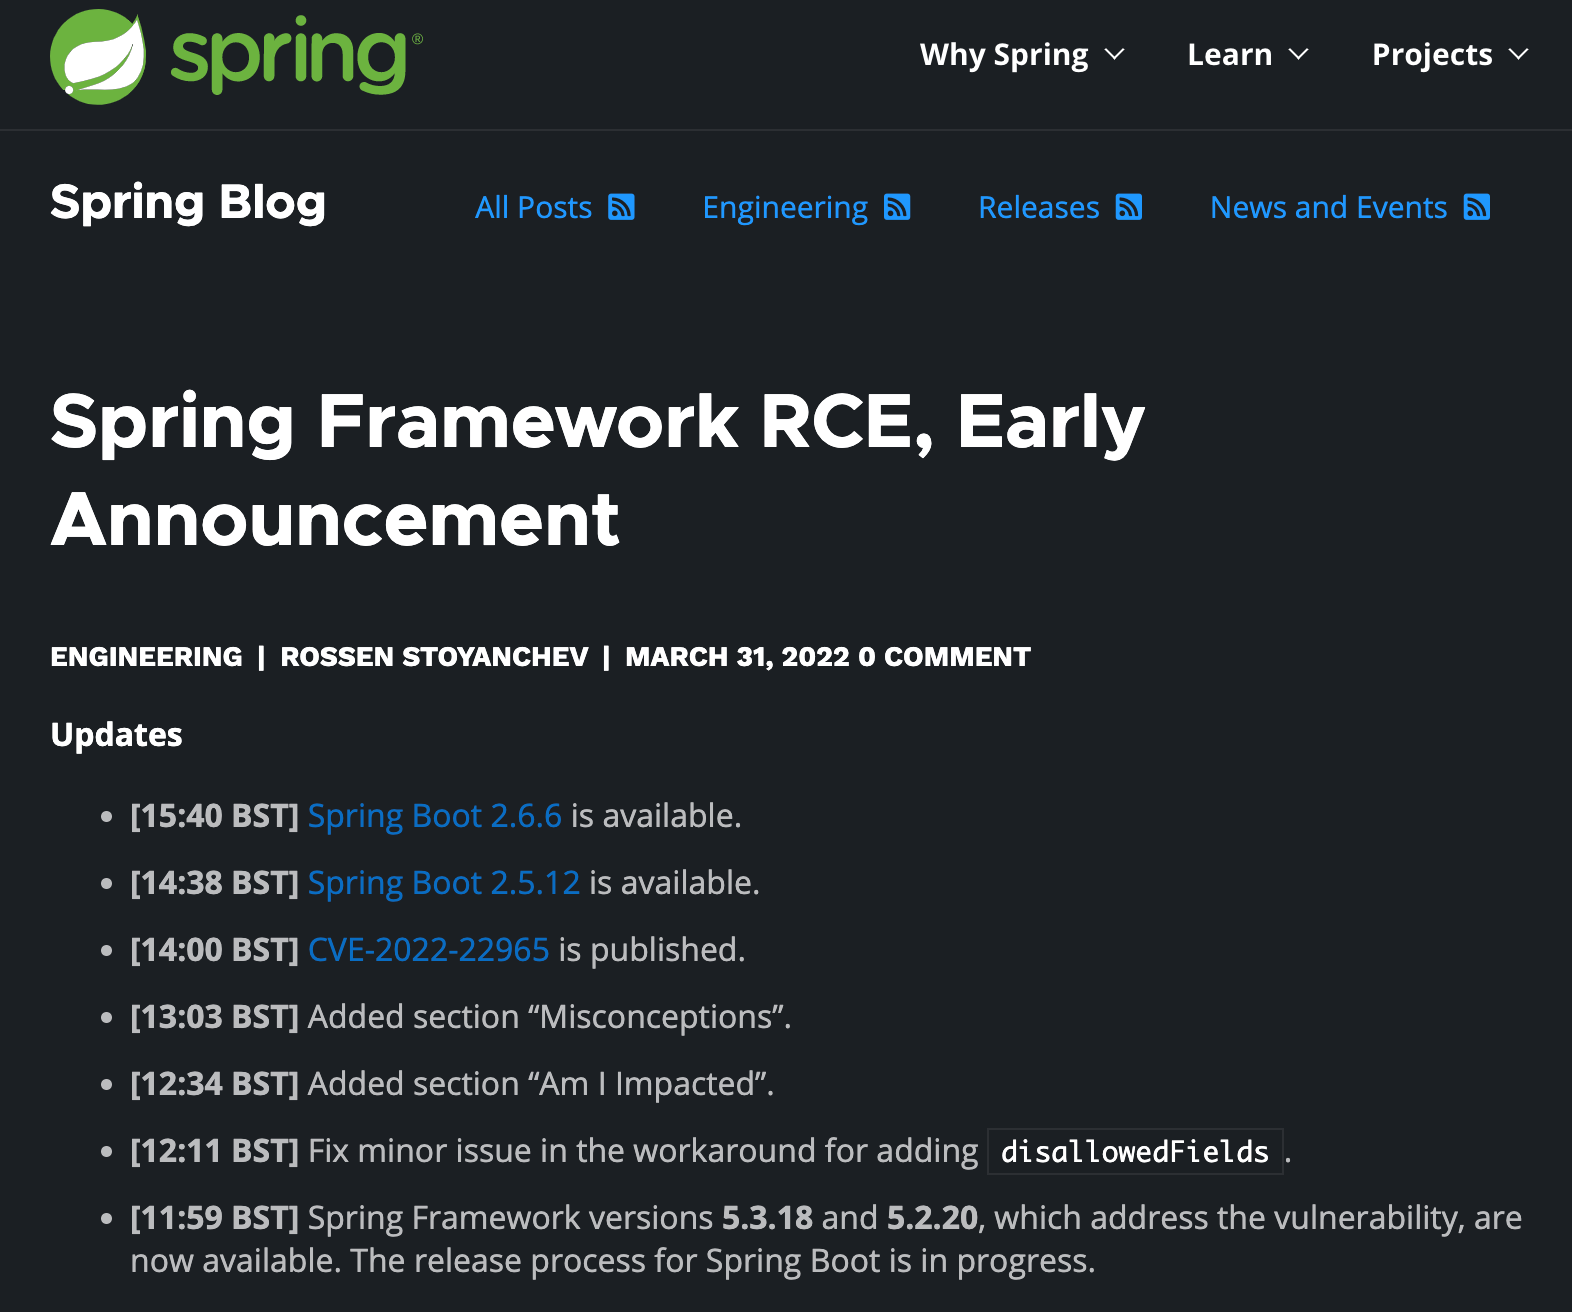 spring®
Why Spring
Learn
Projects
Spring Blog
All Posts
Engineering
Releases
News and Events
Spring Framework RCE, Early
Announcement
ENGINEERING | ROSSEN STOYANCHEV | MARCH 31, 2022 0 COMMENT
Updates
• [15:40 BST] Spring Boot 2.6.6 is available.
• [14:38 BST] Spring Boot 2.5.12 is available.
• [14:00 BST] CVE-2022-22965 is published.
• [13:03 BST] Added section “Misconceptions”.
• [12:34 BST] Added section “Am I Impacted”.
• [12:11 BST] Fix minor issue in the workaround for adding disallowedFields.
• [11:59 BST] Spring Framework versions 5.3.18 and 5.2.20, which address the vulnerability, are
now available. The release process for Spring Boot is in progress.